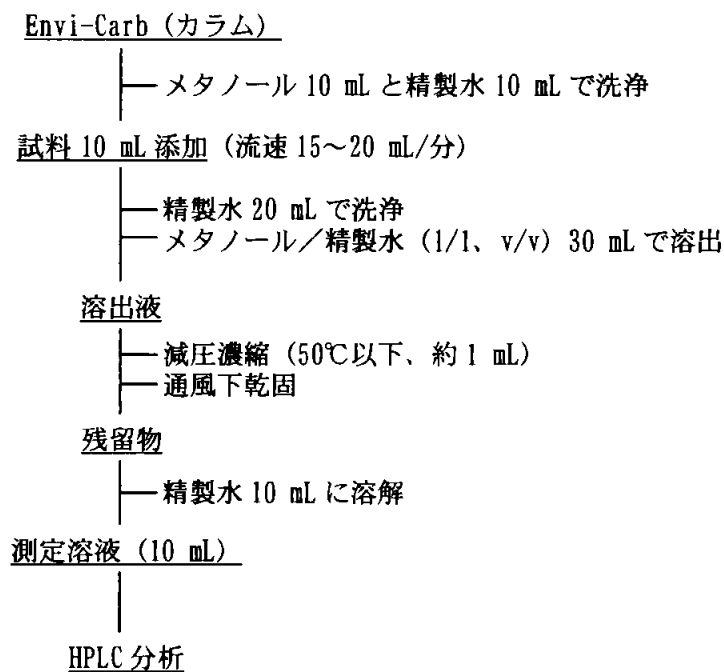 Envi-Carb (カラム)
メタノール 10 mL と精製水 10 mL で洗浄
試料 10 mL 添加 (流速 15～20 mL/分)
精製水 20 mL で洗浄
メタノール／精製水 (1/1、v/v) 30 mL で溶出
溶出液
減圧濃縮 (50℃以下、約 1 mL)
通風下乾固
残留物
精製水 10 mL に溶解
測定溶液 (10 mL)
HPLC 分析